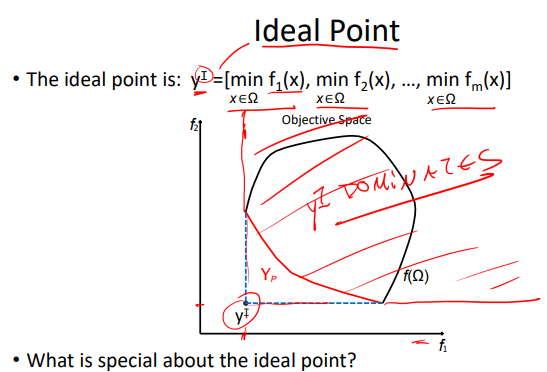 Ideal Point
• The ideal point is: yᴵ=[min f₁(x), min f₂(x), …, min fₘ(x)]
x∈Ω x∈Ω x∈Ω
f₂ Objective Space
yᴵ DOMINATES
Yₚ f(Ω)
yᴵ
f₁
• What is special about the ideal point?